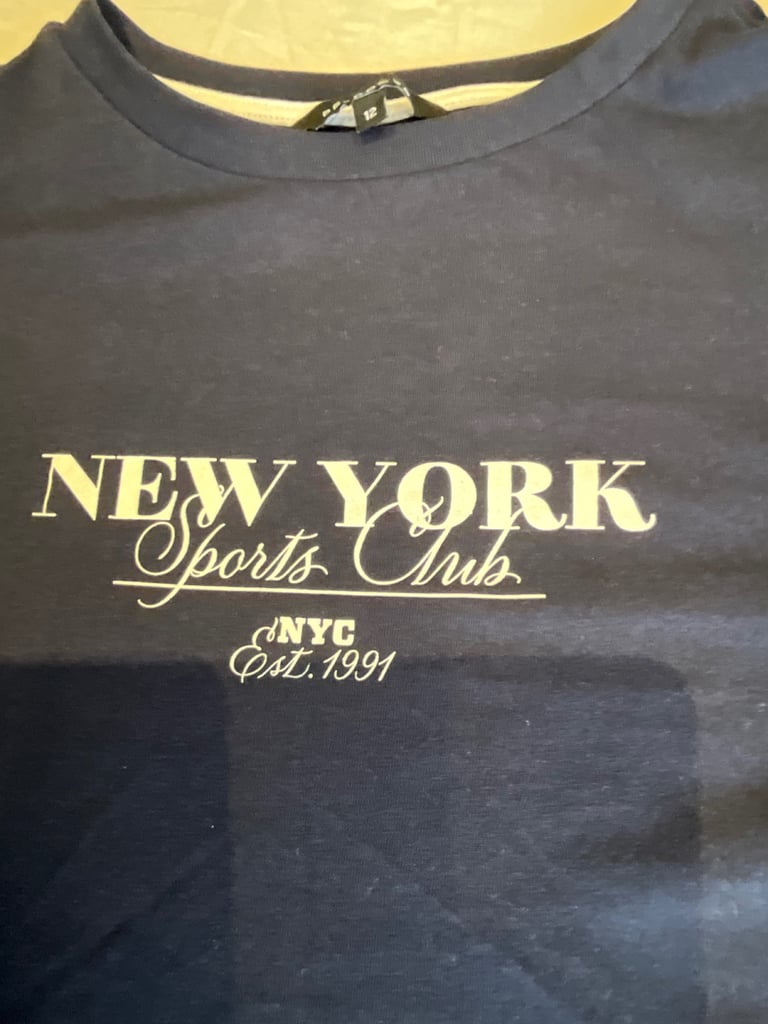 12
NEW YORK
Sports Club
NYC
Est. 1991